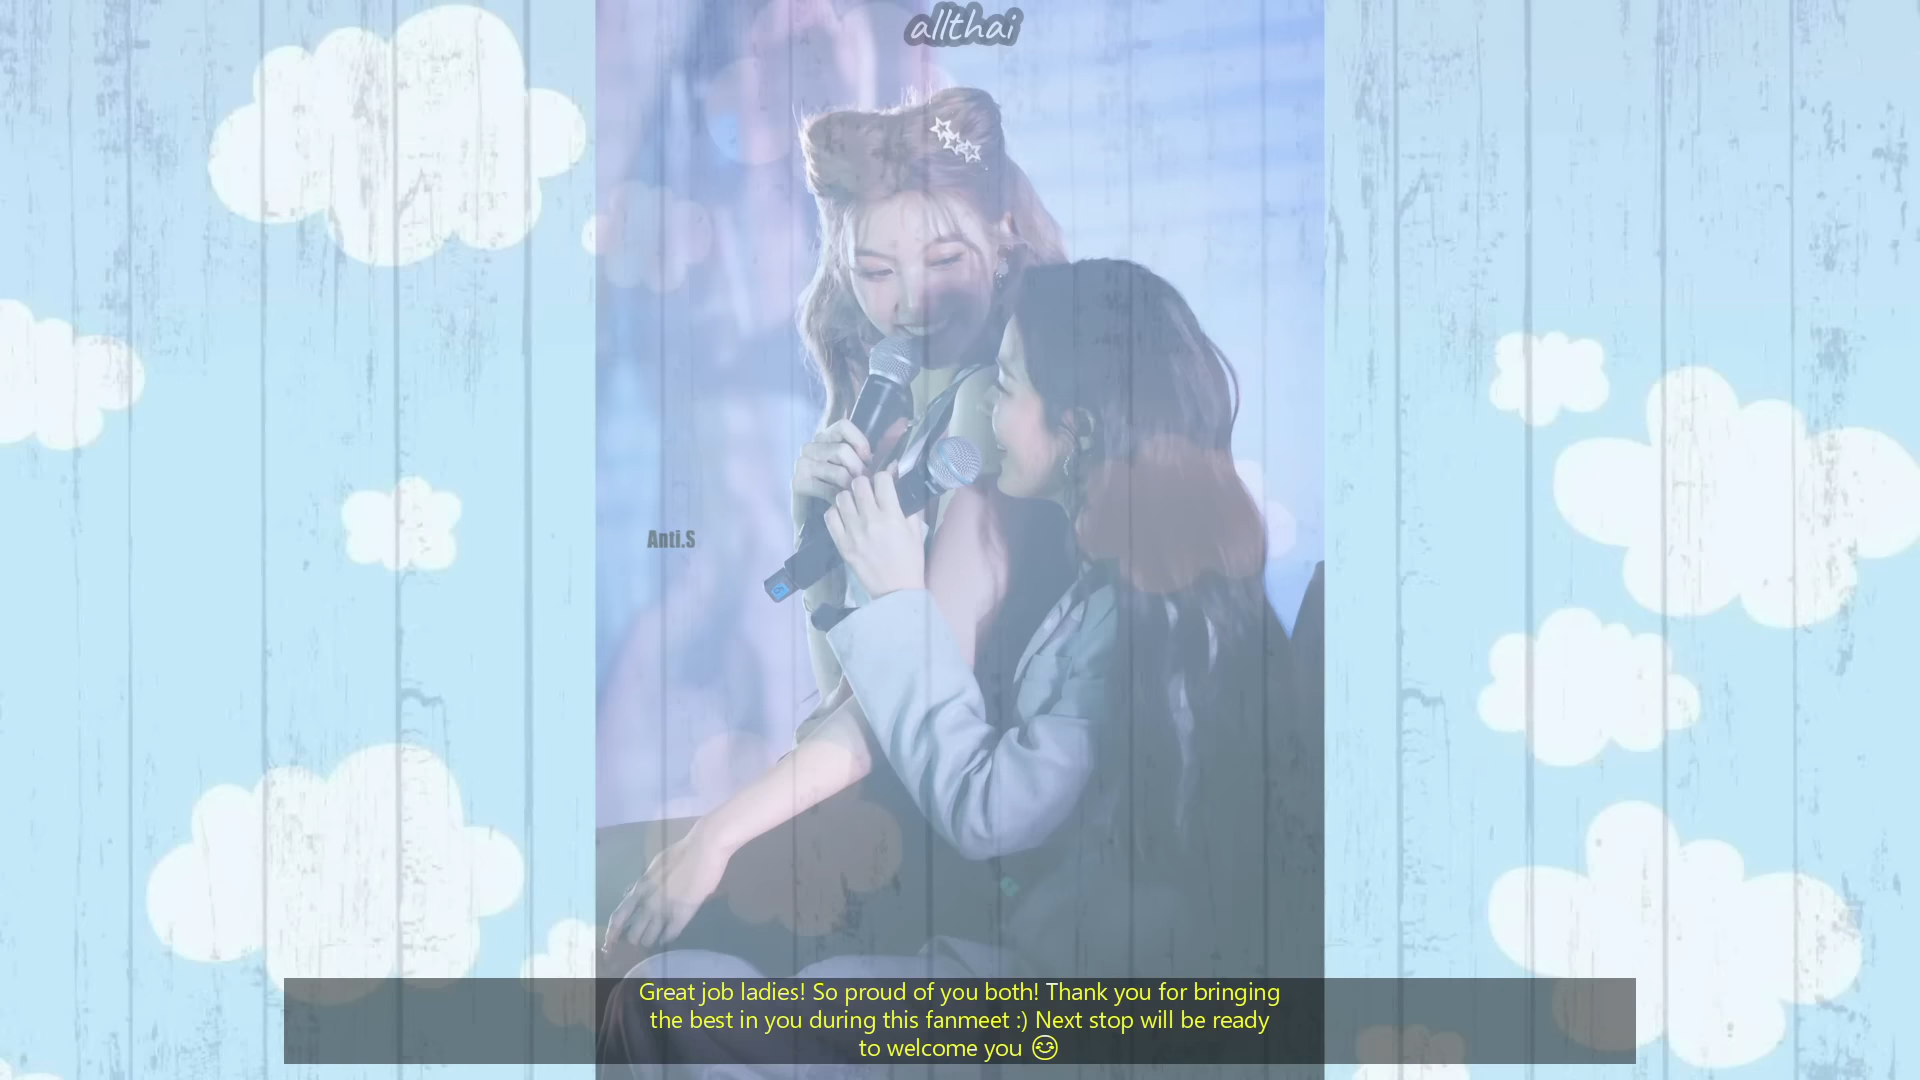 allthai
Anti.S
Great job ladies! So proud of you both! Thank you for bringing
the best in you during this fanmeet :) Next stop will be ready
to welcome you 😊